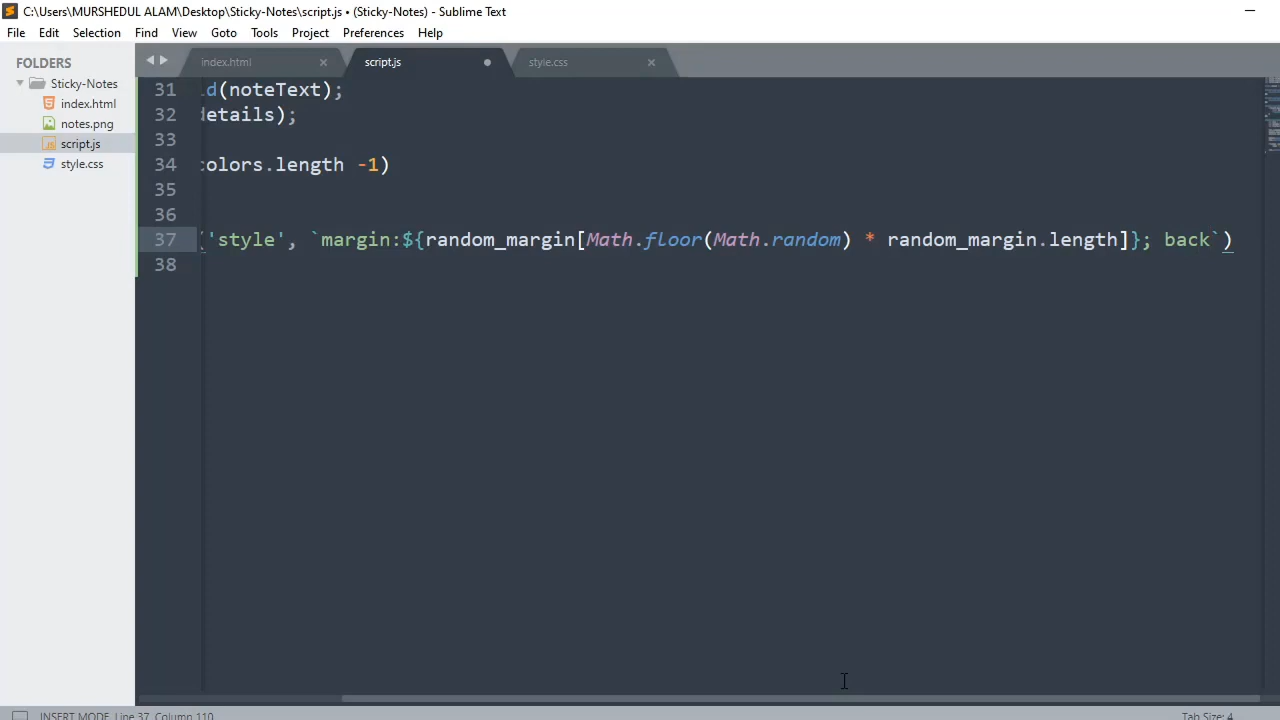 C:\Users\MURSHEDUL ALAM\Desktop\Sticky-Notes\script.js • (Sticky-Notes) - Sublime Text
File Edit Selection Find View Goto Tools Project Preferences Help
FOLDERS
Sticky-Notes
index.html
notes.png
script.js
style.css
index.html × script.js • style.css ×
31 ld(noteText);
32 details);
33
34 colors.length -1)
35
36
37 ('style', `margin:${random_margin[Math.floor(Math.random) * random_margin.length]}; back`)
38
INSERT MODE, Line 37, Column 110
Tab Size: 4